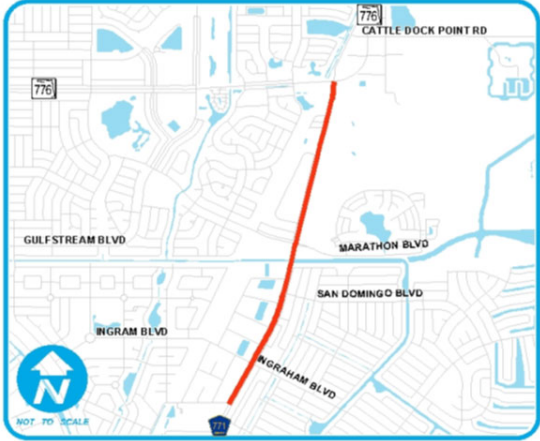 776
CATTLE DOCK POINT RD
776
GULFSTREAM BLVD
MARATHON BLVD
SAN DOMINGO BLVD
INGRAM BLVD
INGRAHAM BLVD
N
NOT TO SCALE
771